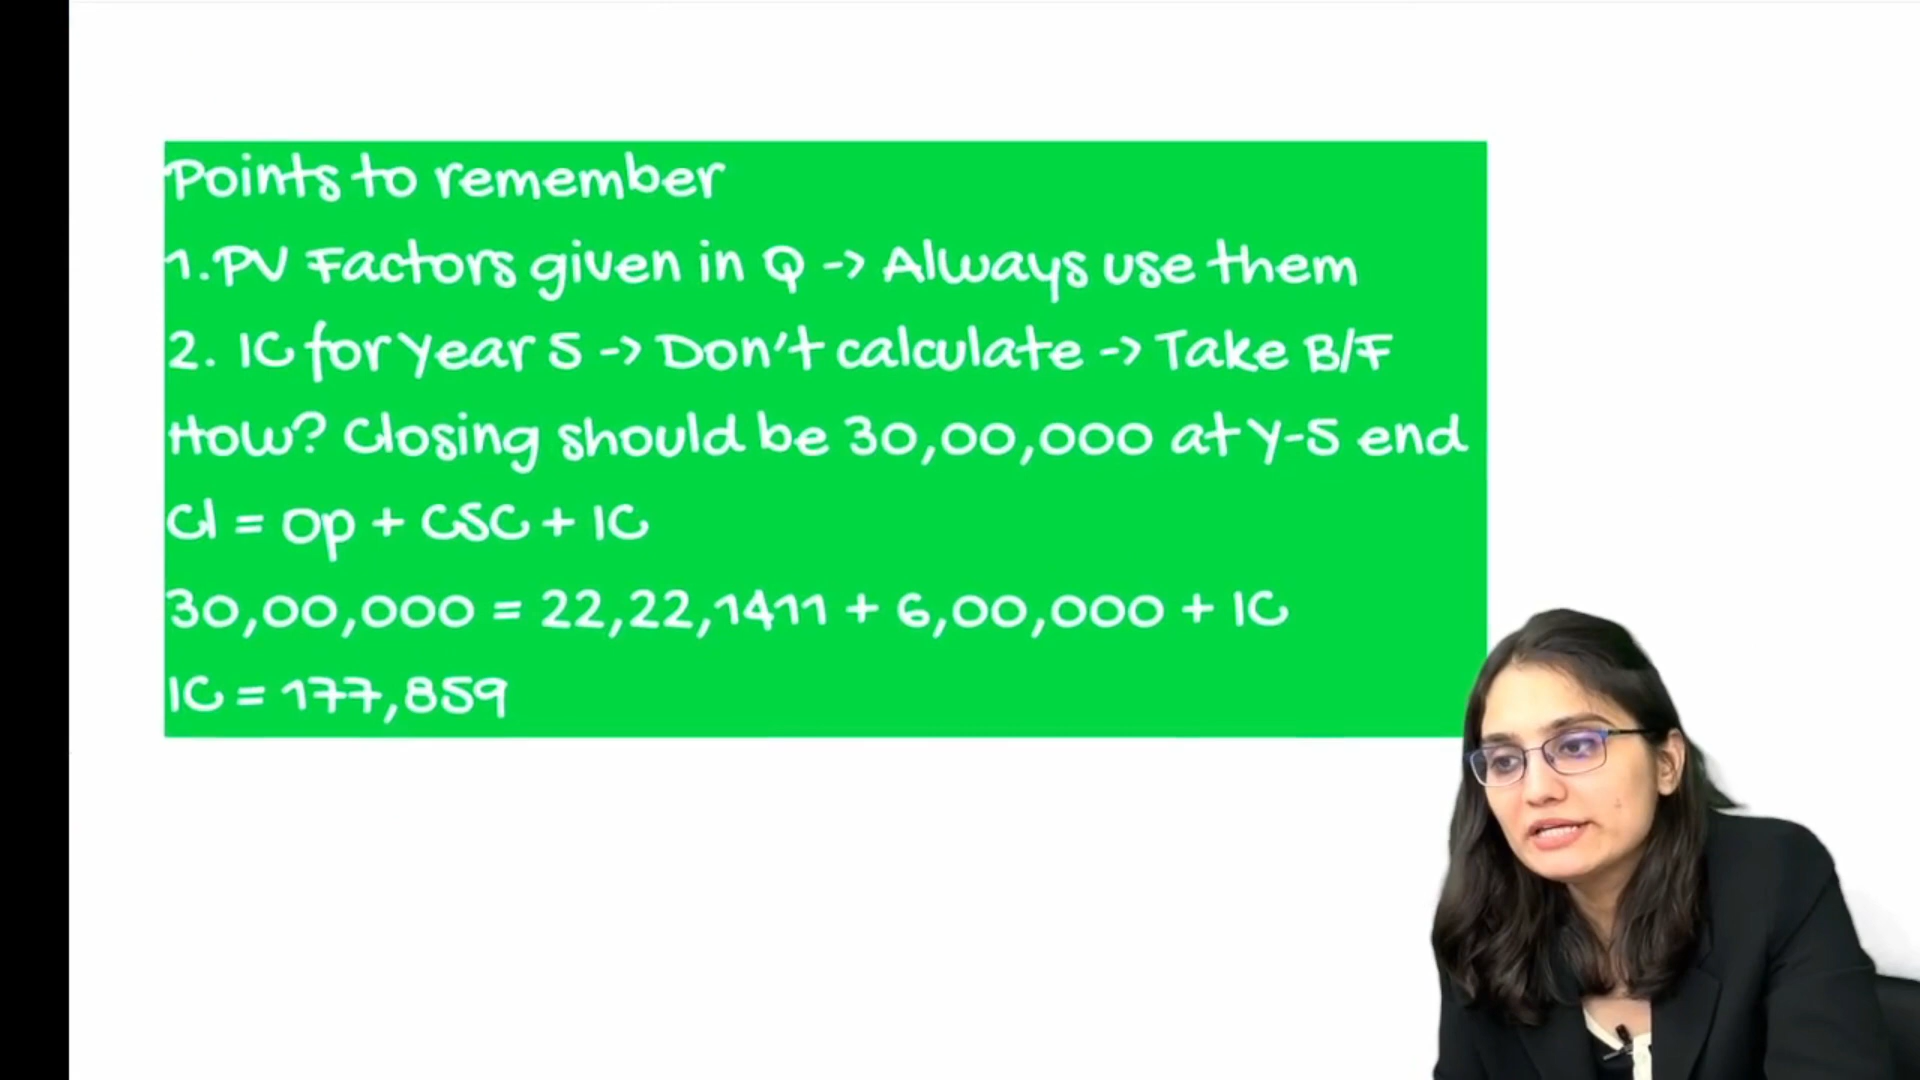 Points to remember
1. PV Factors given in Q -> Always use them
2. IC for Year 5 -> Don't calculate -> Take B/F
How? Closing should be 30,00,000 at Y-5 end
Cl = Op + CSC + IC
30,00,000 = 22,22,1411 + 6,00,000 + IC
IC = 177,859